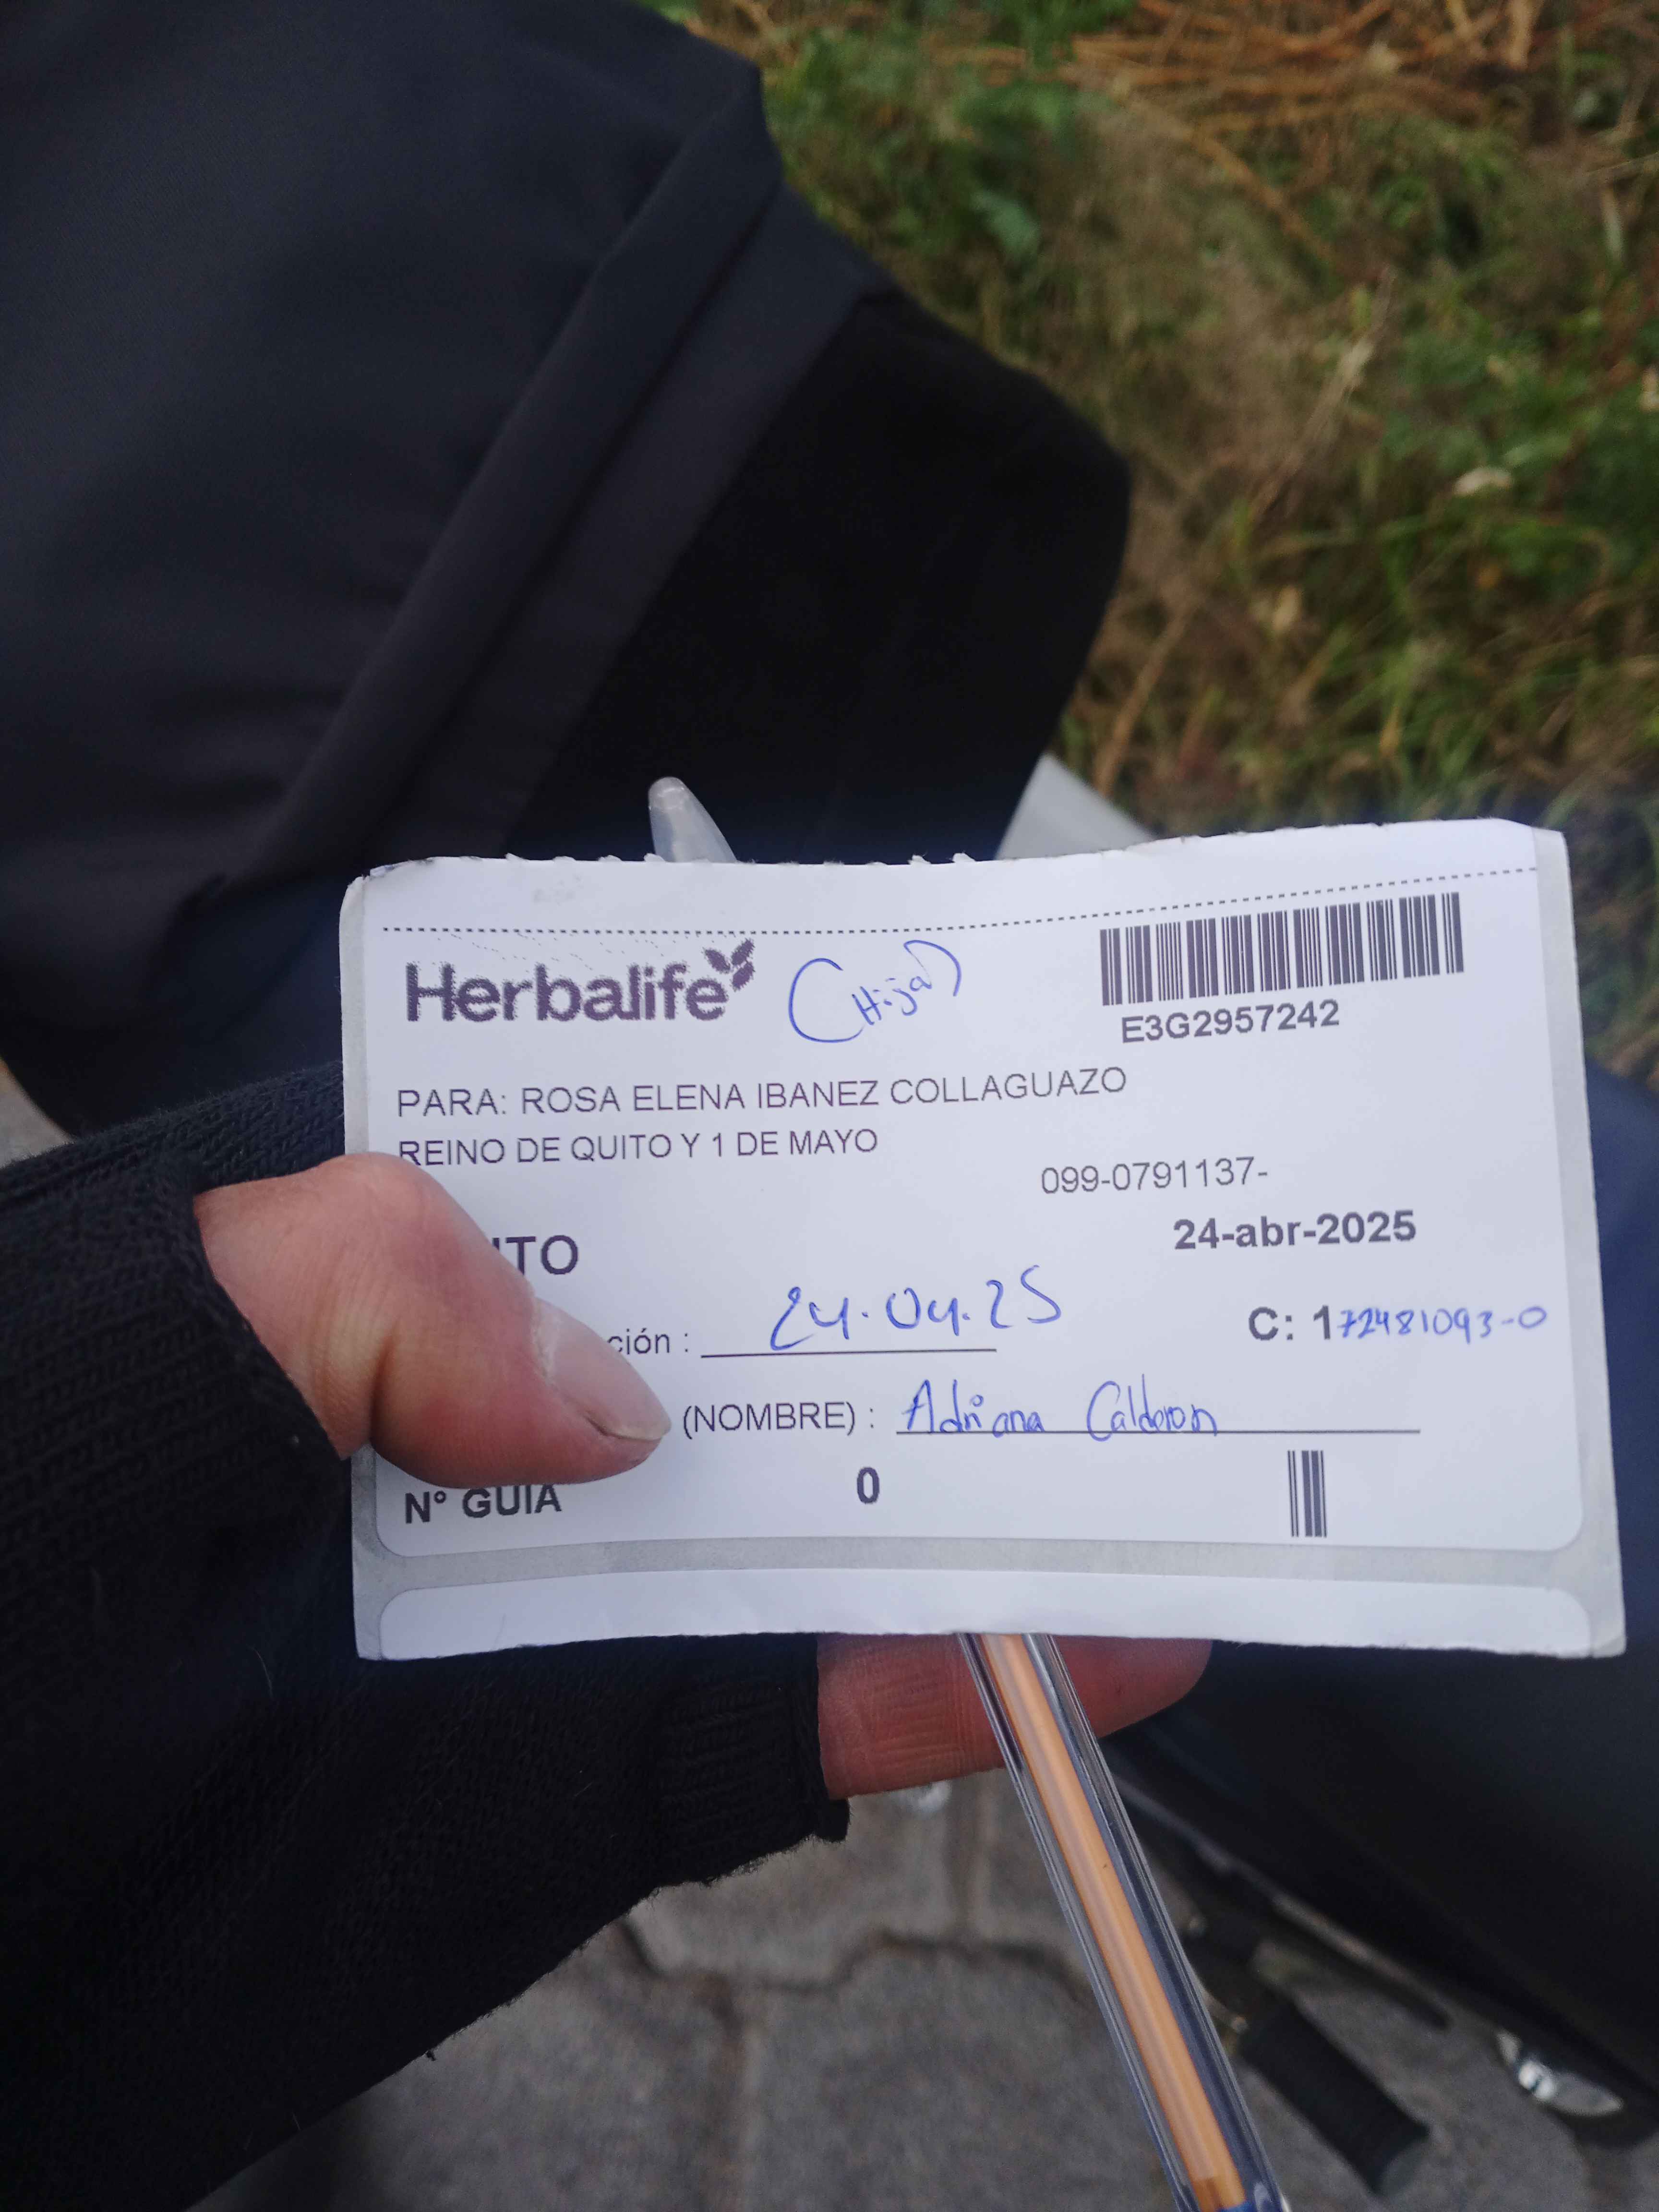 Herbalife (Hija)
E3G2957242
PARA: ROSA ELENA IBANEZ COLLAGUAZO
REINO DE QUITO Y 1 DE MAYO
099-0791137-
ITO
24-abr-2025
ción : 24.04.25
C: 172481093-0
(NOMBRE) : Adriana Calderon
N° GUIA 0